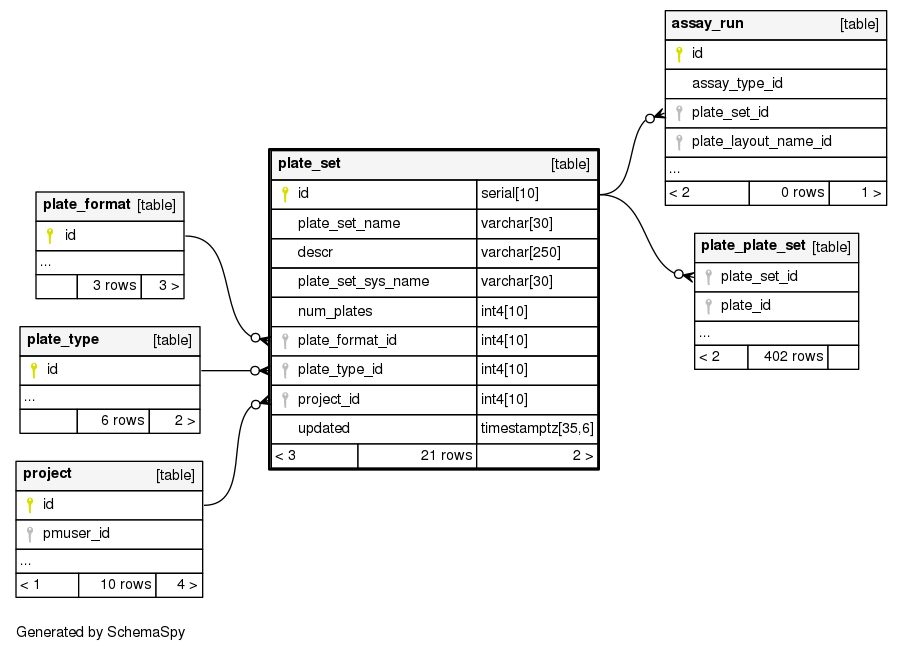 plate_format [table]
id
...
3 rows 3 >
plate_type [table]
id
...
6 rows 2 >
project [table]
id
pmuser_id
...
< 1 10 rows 4 >
plate_set [table]
id serial[10]
plate_set_name varchar[30]
descr varchar[250]
plate_set_sys_name varchar[30]
num_plates int4[10]
plate_format_id int4[10]
plate_type_id int4[10]
project_id int4[10]
updated timestamptz[35,6]
< 3 21 rows 2 >
assay_run [table]
id
assay_type_id
plate_set_id
plate_layout_name_id
...
< 2 0 rows 1 >
plate_plate_set [table]
plate_set_id
plate_id
...
< 2 402 rows
Generated by SchemaSpy